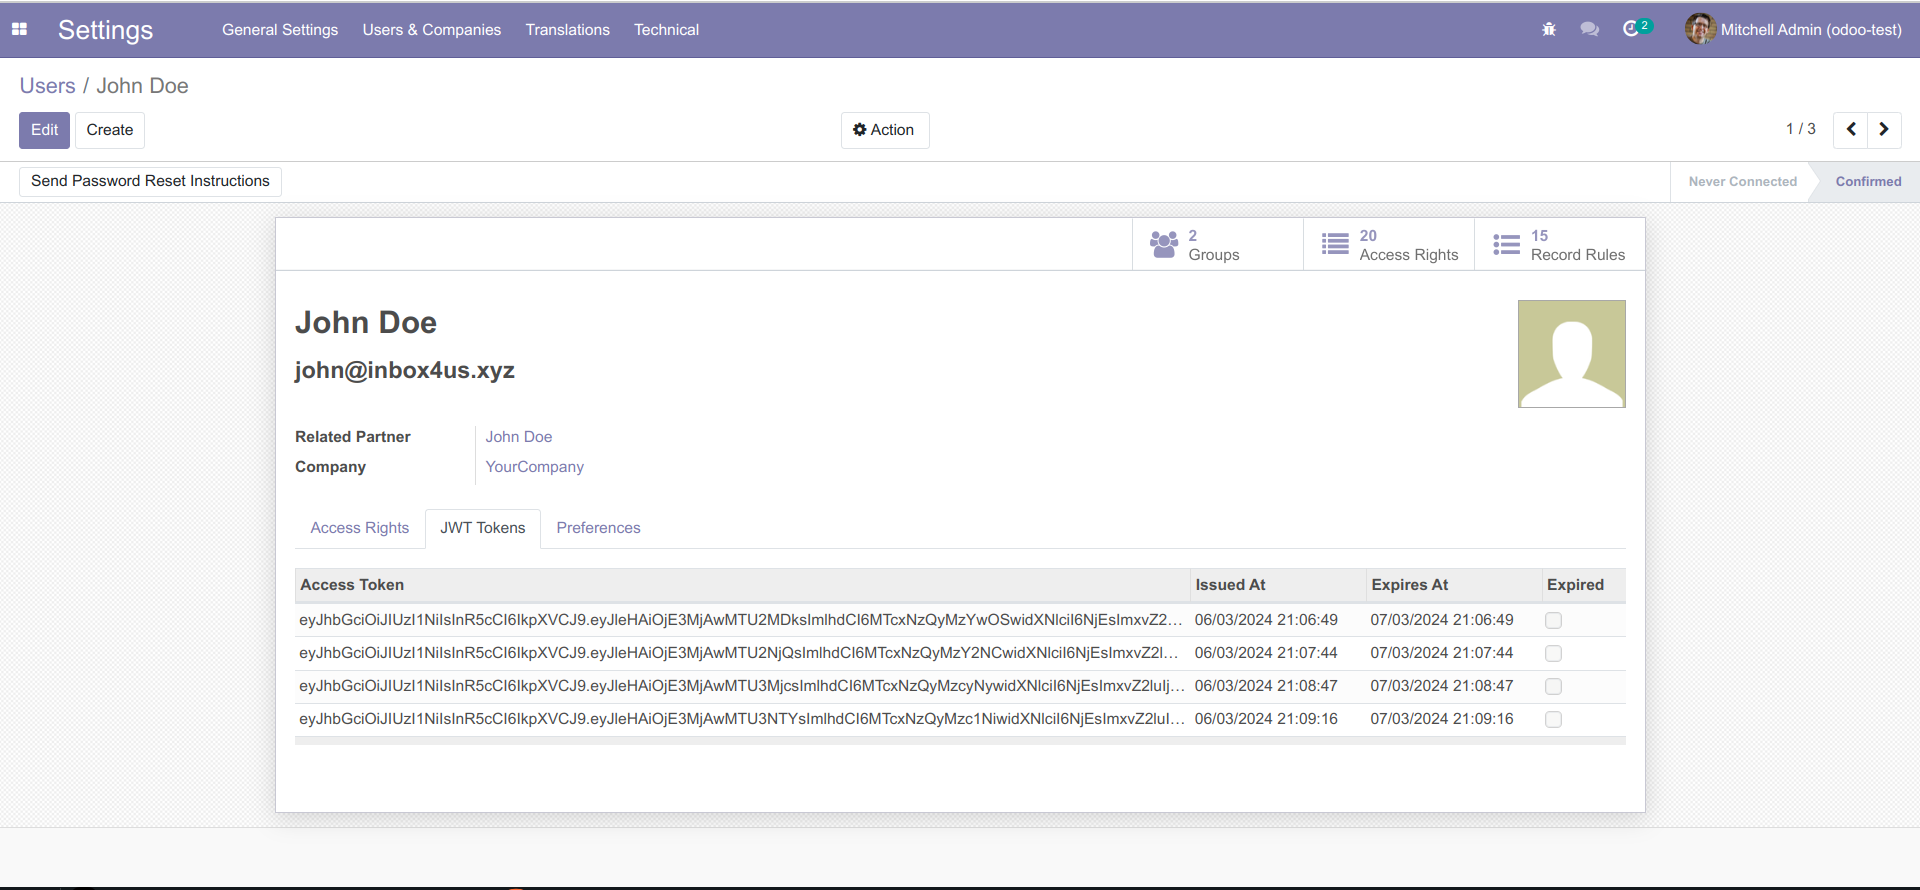 Settings General Settings Users & Companies Translations Technical 2 Mitchell Admin (odoo-test)
Users / John Doe
Edit Create Action 1 / 3
Send Password Reset Instructions Never Connected Confirmed
2 Groups 20 Access Rights 15 Record Rules
John Doe
john@inbox4us.xyz
Related Partner John Doe
Company YourCompany
Access Rights JWT Tokens Preferences
Access Token Issued At Expires At Expired
eyJhbGciOiJIUzI1NiIsInR5cCI6IkpXVCJ9.eyJleHAiOjE3MjAwMTU2MDksImlhdCI6MTcxNzQyMzYwOSwidXNlciI6NjEsImxvZ2... 06/03/2024 21:06:49 07/03/2024 21:06:49
eyJhbGciOiJIUzI1NiIsInR5cCI6IkpXVCJ9.eyJleHAiOjE3MjAwMTU2NjQsImlhdCI6MTcxNzQyMzY2NCwidXNlciI6NjEsImxvZ2l... 06/03/2024 21:07:44 07/03/2024 21:07:44
eyJhbGciOiJIUzI1NiIsInR5cCI6IkpXVCJ9.eyJleHAiOjE3MjAwMTU3MjcsImlhdCI6MTcxNzQyMzcyNywidXNlciI6NjEsImxvZ2luIj... 06/03/2024 21:08:47 07/03/2024 21:08:47
eyJhbGciOiJIUzI1NiIsInR5cCI6IkpXVCJ9.eyJleHAiOjE3MjAwMTU3NTYsImlhdCI6MTcxNzQyMzc1NiwidXNlciI6NjEsImxvZ2luI... 06/03/2024 21:09:16 07/03/2024 21:09:16